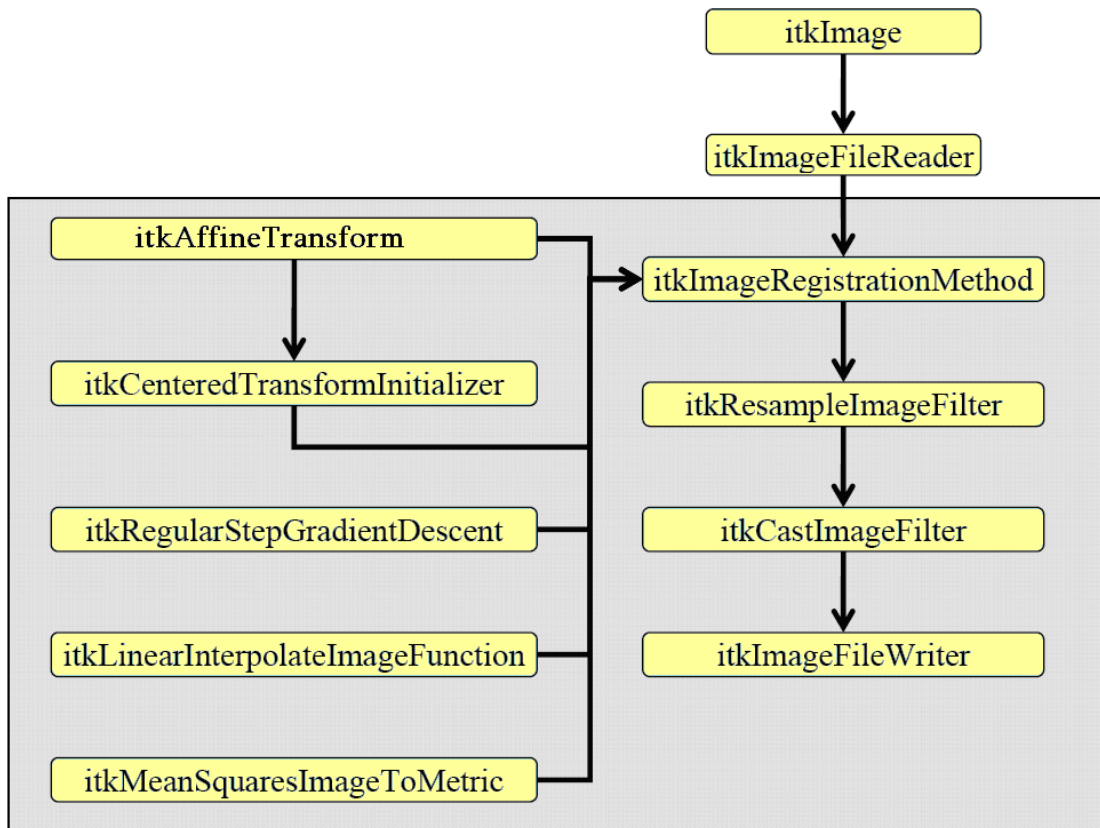 itkImage
itkImageFileReader
itkAffineTransform
itkImageRegistrationMethod
itkCenteredTransformInitializer
itkResampleImageFilter
itkRegularStepGradientDescent
itkCastImageFilter
itkLinearInterpolateImageFunction
itkImageFileWriter
itkMeanSquaresImageToMetric